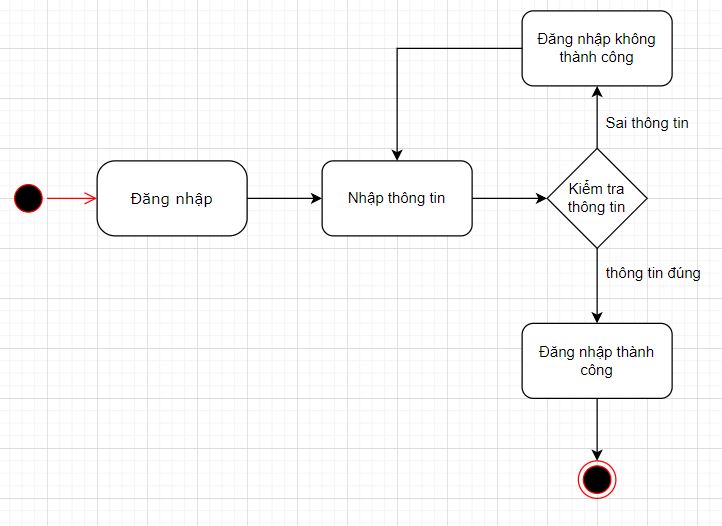 Đăng nhập không
thành công
Sai thông tin
Đăng nhập
Nhập thông tin
Kiểm tra
thông tin
thông tin đúng
Đăng nhập thành
công